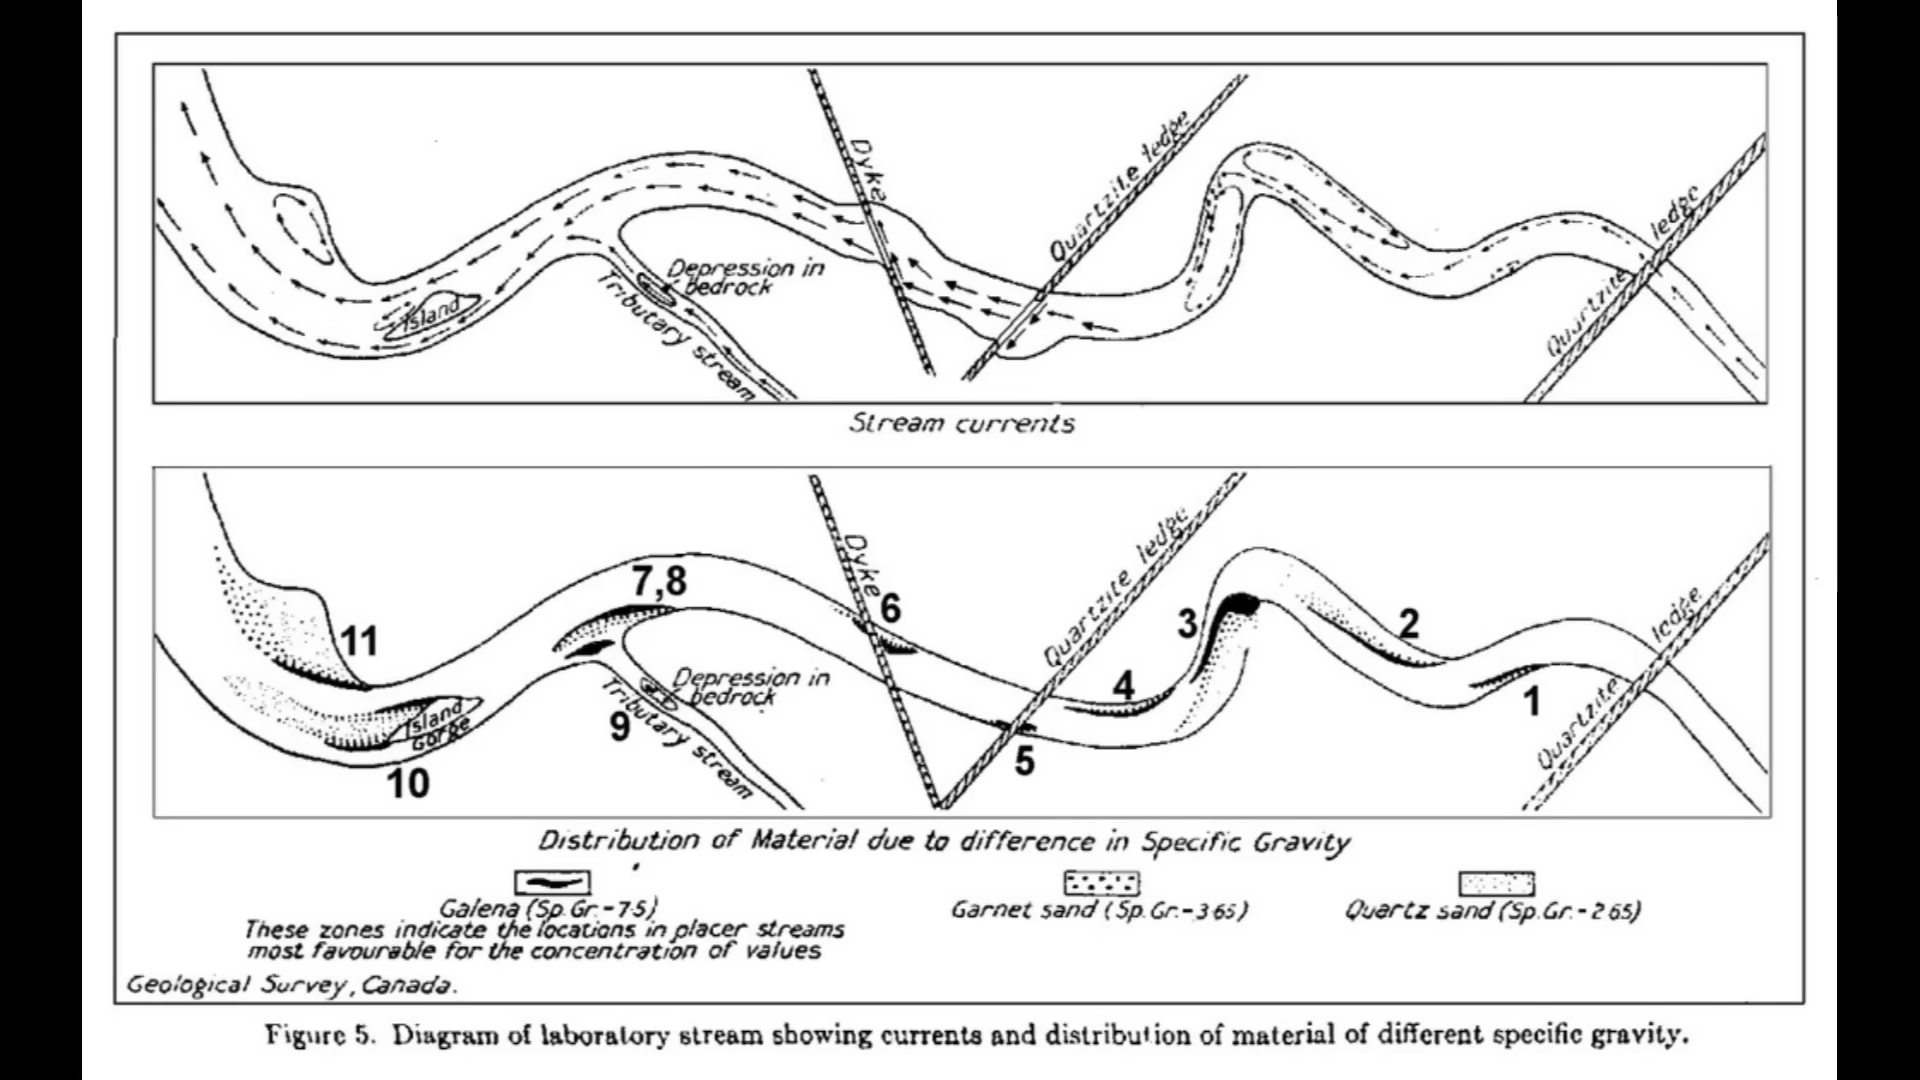 Dyke
Quartzite ledge
Quartzite ledge
Depression in
bedrock
Island
Tributary stream
Stream currents
Dyke
Quartzite ledge
Quartzite ledge
7,8
6
3
2
11
4
1
Depression in
bedrock
Island
Gorge
9
Tributary stream
5
10
Distribution of Material due to difference in Specific Gravity
Galena (Sp. Gr. - 7·5)
These zones indicate the locations in placer streams
most favourable for the concentration of values
Garnet sand (Sp. Gr. - 3·65)
Quartz sand (Sp. Gr. - 2·65)
Geological Survey, Canada.
Figure 5. Diagram of laboratory stream showing currents and distribution of material of different specific gravity.